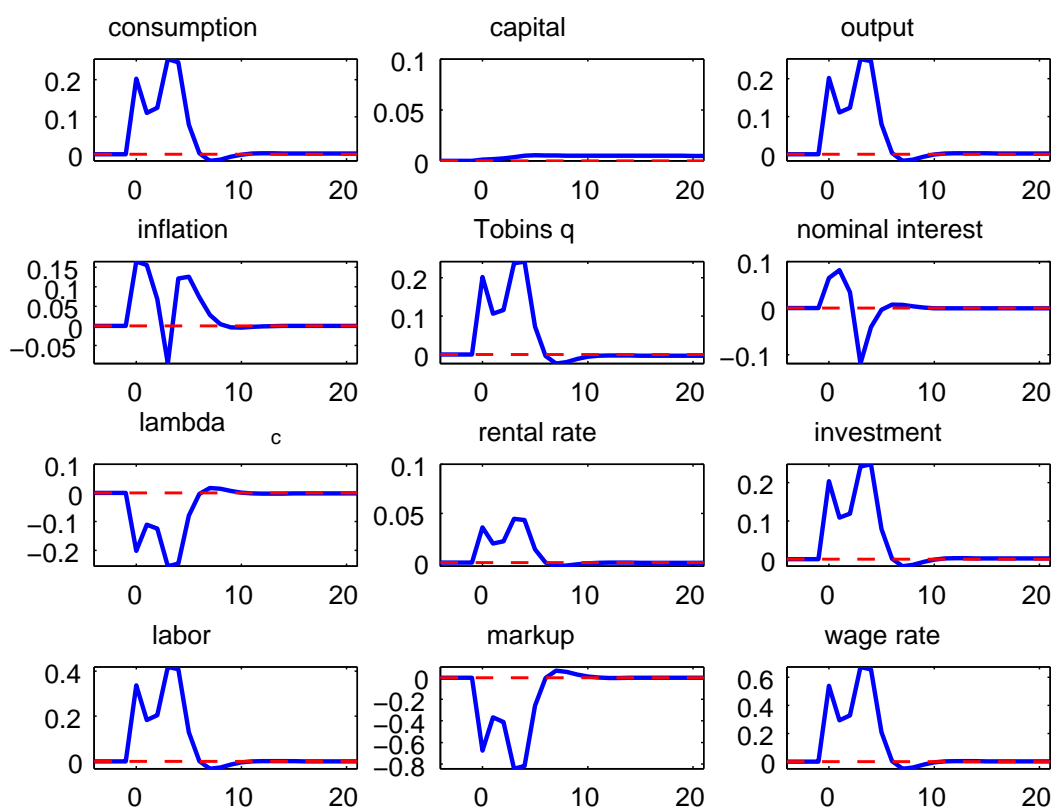 consumption
capital
output
0.2
0.1
0
0.1
0.05
0
0.2
0.1
0
0 10 20
0 10 20
0 10 20
inflation
Tobins q
nominal interest
0.15
0.1
0.05
0
−0.05
0.2
0.1
0
0.1
0
−0.1
0 10 20
0 10 20
0 10 20
lambda c
rental rate
investment
0.1
0
−0.1
−0.2
0.1
0.05
0
0.2
0.1
0
0 10 20
0 10 20
0 10 20
labor
markup
wage rate
0.4
0.2
0
0
−0.2
−0.4
−0.6
−0.8
0.6
0.4
0.2
0
0 10 20
0 10 20
0 10 20